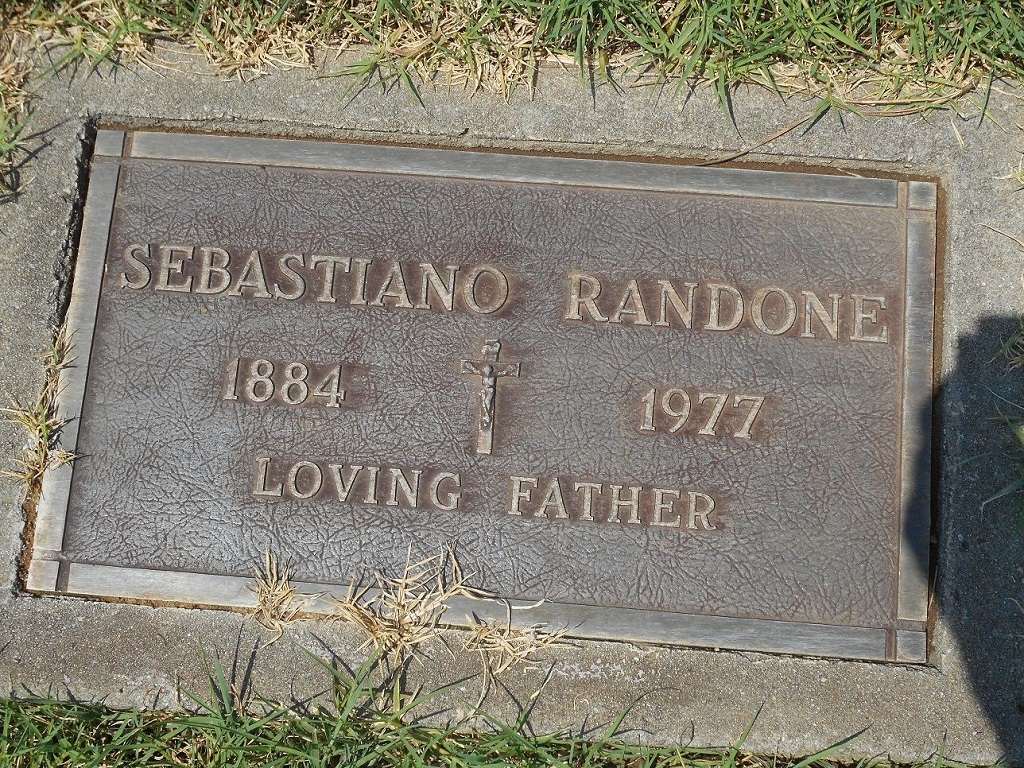 SEBASTIANO RANDONE
1884 1977
LOVING FATHER